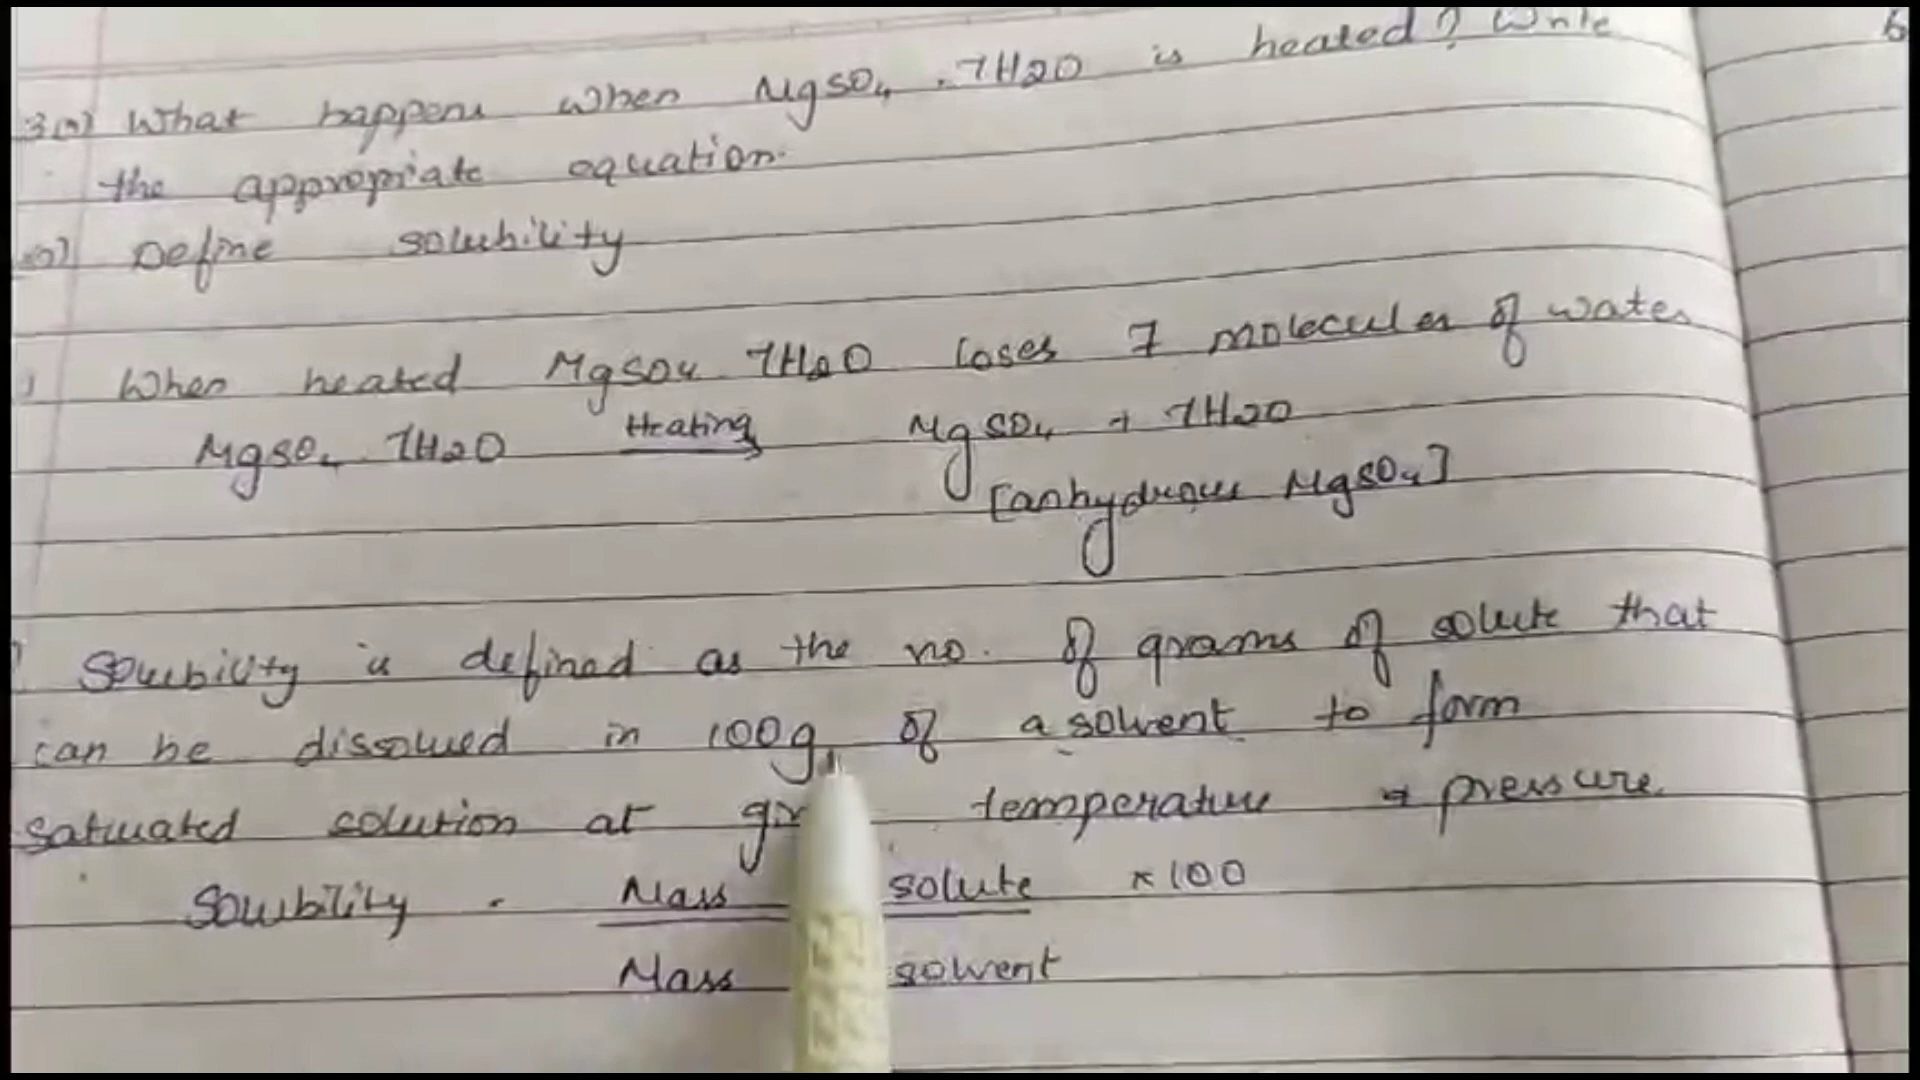 3(a) What happens when MgSO4 . 7H2O is heated? Write
the appropriate equation.
Define solubility
When heated MgSO4 7H2O loses 7 molecules of water
MgSO4 7H2O Heating MgSO4 + 7H2O
[anhydrous MgSO4]
Solubility is defined as the no. of grams of solute that
can be dissolved in 100g of a solvent to form
saturated solution at temperature + pressure.
Solubility = Mass solute × 100
Mass solvent